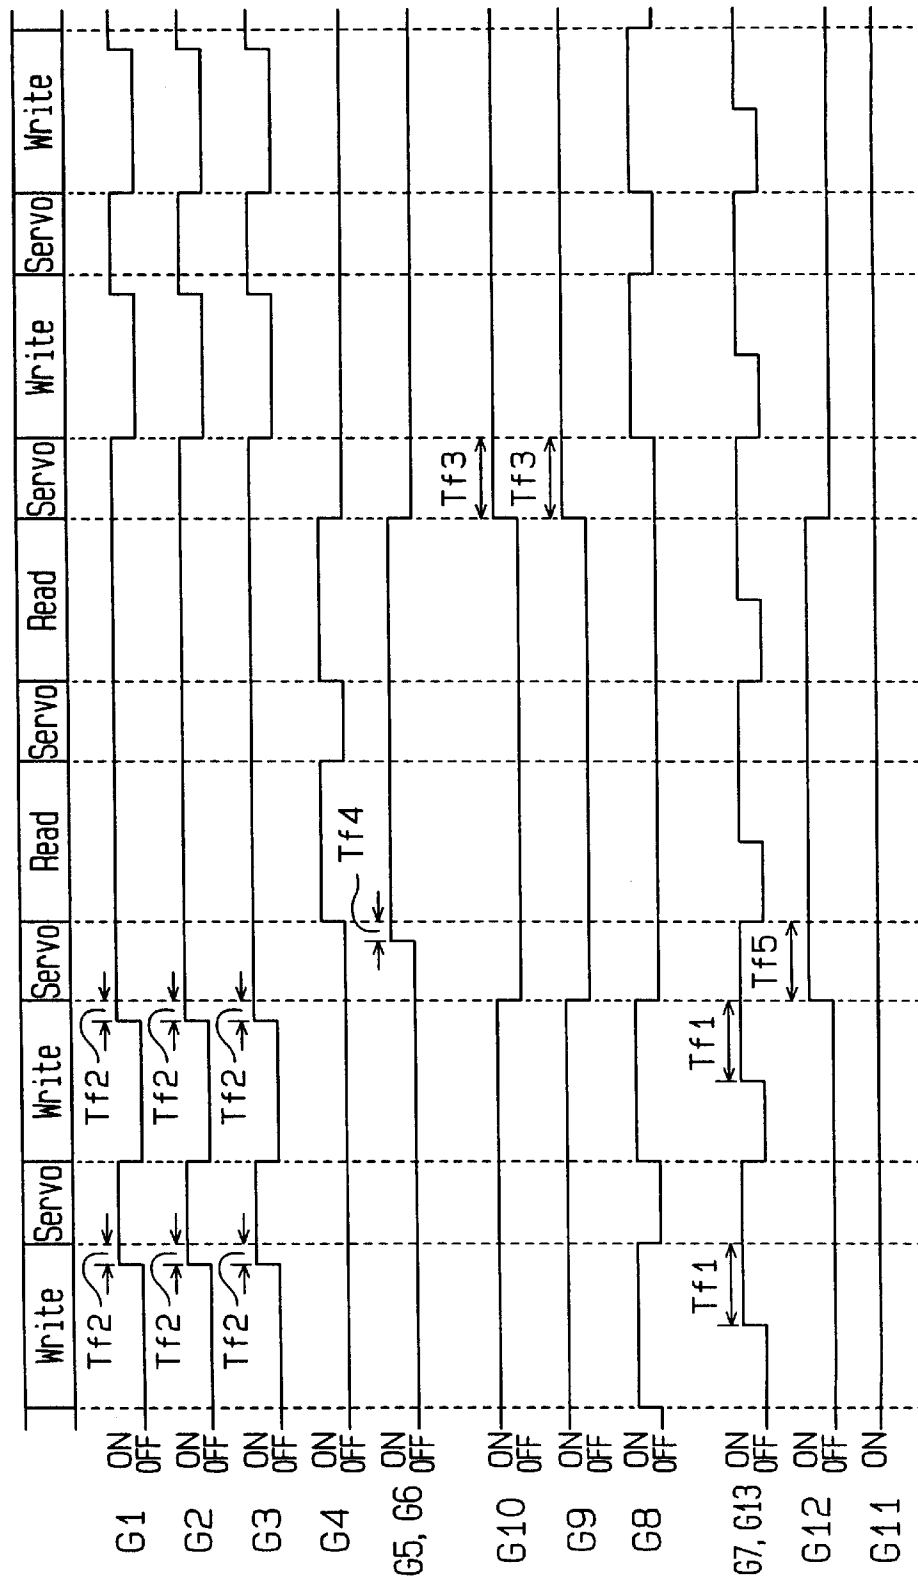 Write Servo Write Servo Read Servo Read Servo Write Servo Write
G1 ON OFF Tf2 Tf2
G2 ON OFF Tf2 Tf2
G3 ON OFF Tf2 Tf2
G4 ON OFF
G5, G6 ON OFF Tf4
G10 ON OFF Tf3
G9 ON OFF Tf3
G8 ON OFF
G7, G13 ON OFF Tf1 Tf1
G12 ON OFF Tf5
G11 ON